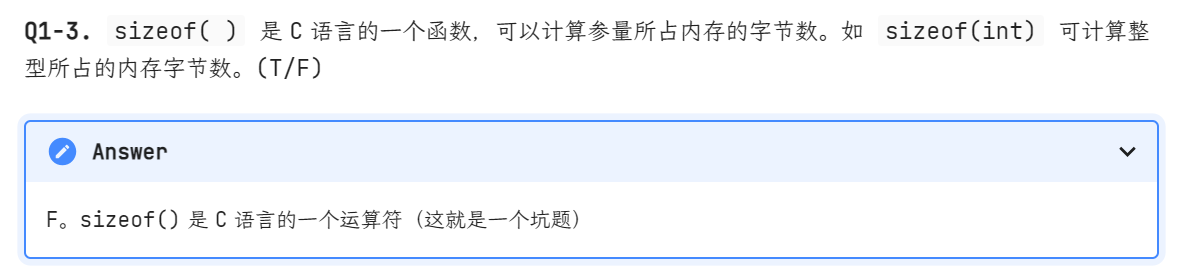 Q1-3. sizeof( ) 是 C 语言的一个函数，可以计算参量所占内存的字节数。如 sizeof(int) 可计算整
型所占的内存字节数。(T/F)
Answer
F。sizeof() 是 C 语言的一个运算符（这就是一个坑题）